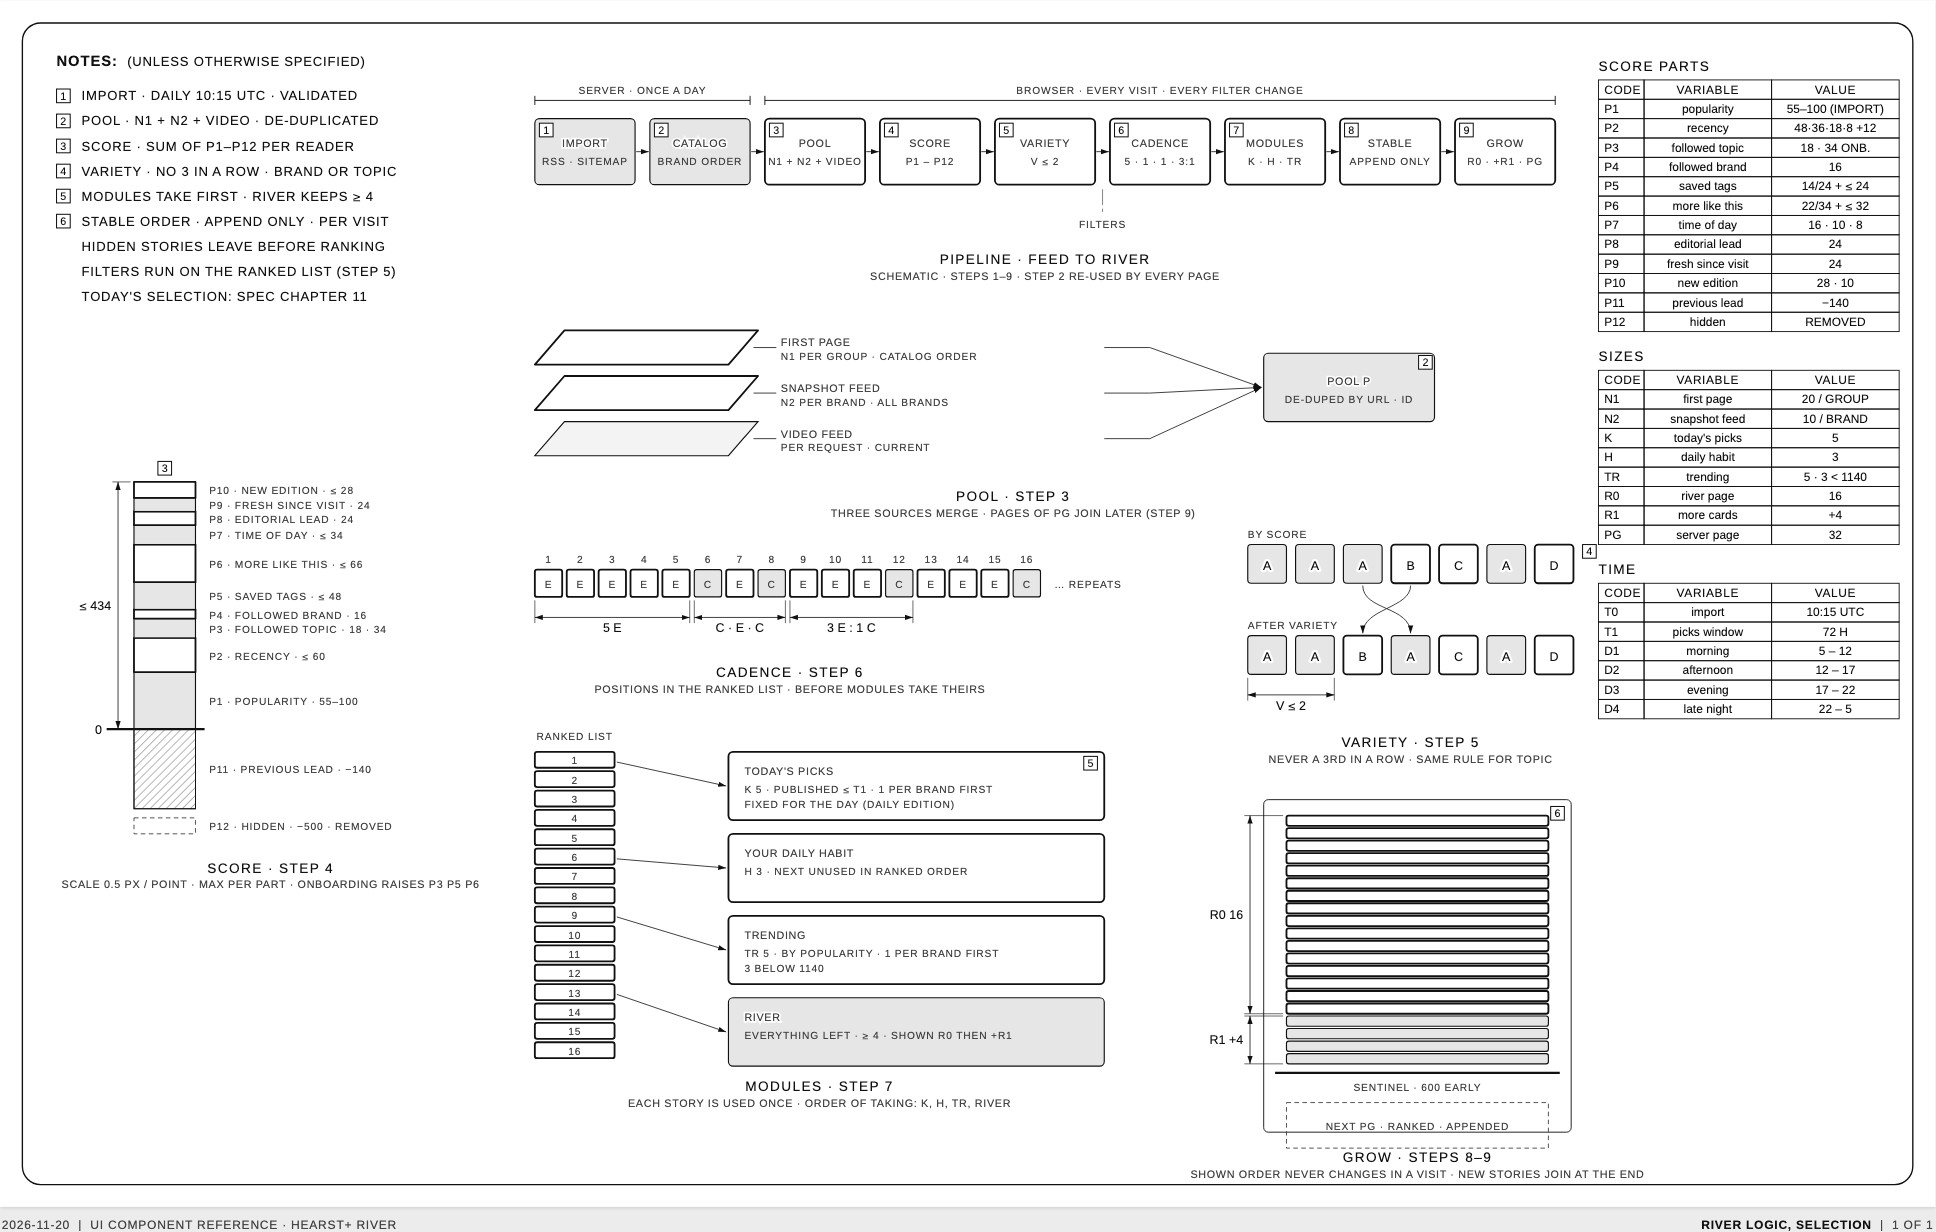 NOTES: (UNLESS OTHERWISE SPECIFIED)
1 IMPORT · DAILY 10:15 UTC · VALIDATED
2 POOL · N1 + N2 + VIDEO · DE-DUPLICATED
3 SCORE · SUM OF P1–P12 PER READER
4 VARIETY · NO 3 IN A ROW · BRAND OR TOPIC
5 MODULES TAKE FIRST · RIVER KEEPS ≥ 4
6 STABLE ORDER · APPEND ONLY · PER VISIT
HIDDEN STORIES LEAVE BEFORE RANKING
FILTERS RUN ON THE RANKED LIST (STEP 5)
TODAY'S SELECTION: SPEC CHAPTER 11
SERVER · ONCE A DAY
BROWSER · EVERY VISIT · EVERY FILTER CHANGE
1 IMPORT
RSS · SITEMAP
2 CATALOG
BRAND ORDER
3 POOL
N1 + N2 + VIDEO
4 SCORE
P1 – P12
5 VARIETY
V ≤ 2
6 CADENCE
5 · 1 · 1 · 3:1
7 MODULES
K · H · TR
8 STABLE
APPEND ONLY
9 GROW
R0 · +R1 · PG
FILTERS
PIPELINE · FEED TO RIVER
SCHEMATIC · STEPS 1–9 · STEP 2 RE-USED BY EVERY PAGE
FIRST PAGE
N1 PER GROUP · CATALOG ORDER
SNAPSHOT FEED
N2 PER BRAND · ALL BRANDS
VIDEO FEED
PER REQUEST · CURRENT
2
POOL P
DE-DUPED BY URL · ID
POOL · STEP 3
THREE SOURCES MERGE · PAGES OF PG JOIN LATER (STEP 9)
3
P10 · NEW EDITION · ≤ 28
P9 · FRESH SINCE VISIT · 24
P8 · EDITORIAL LEAD · 24
P7 · TIME OF DAY · ≤ 34
P6 · MORE LIKE THIS · ≤ 66
P5 · SAVED TAGS · ≤ 48
≤ 434
P4 · FOLLOWED BRAND · 16
P3 · FOLLOWED TOPIC · 18 · 34
P2 · RECENCY · ≤ 60
P1 · POPULARITY · 55–100
0
P11 · PREVIOUS LEAD · −140
P12 · HIDDEN · −500 · REMOVED
SCORE · STEP 4
SCALE 0.5 PX / POINT · MAX PER PART · ONBOARDING RAISES P3 P5 P6
1 2 3 4 5 6 7 8 9 10 11 12 13 14 15 16
E E E E E C E C E E E C E E E C ... REPEATS
5 E C · E · C 3 E : 1 C
CADENCE · STEP 6
POSITIONS IN THE RANKED LIST · BEFORE MODULES TAKE THEIRS
BY SCORE
A A A B C A D 4
AFTER VARIETY
A A B A C A D
V ≤ 2
VARIETY · STEP 5
NEVER A 3RD IN A ROW · SAME RULE FOR TOPIC
RANKED LIST
1
2
3
4
5
6
7
8
9
10
11
12
13
14
15
16
5
TODAY'S PICKS
K 5 · PUBLISHED ≤ T1 · 1 PER BRAND FIRST
FIXED FOR THE DAY (DAILY EDITION)
YOUR DAILY HABIT
H 3 · NEXT UNUSED IN RANKED ORDER
TRENDING
TR 5 · BY POPULARITY · 1 PER BRAND FIRST
3 BELOW 1140
RIVER
EVERYTHING LEFT · ≥ 4 · SHOWN R0 THEN +R1
MODULES · STEP 7
EACH STORY IS USED ONCE · ORDER OF TAKING: K, H, TR, RIVER
6
R0 16
R1 +4
SENTINEL · 600 EARLY
NEXT PG · RANKED · APPENDED
GROW · STEPS 8–9
SHOWN ORDER NEVER CHANGES IN A VISIT · NEW STORIES JOIN AT THE END
SCORE PARTS
CODE VARIABLE VALUE
P1 popularity 55–100 (IMPORT)
P2 recency 48·36·18·8 +12
P3 followed topic 18 · 34 ONB.
P4 followed brand 16
P5 saved tags 14/24 + ≤ 24
P6 more like this 22/34 + ≤ 32
P7 time of day 16 · 10 · 8
P8 editorial lead 24
P9 fresh since visit 24
P10 new edition 28 · 10
P11 previous lead −140
P12 hidden REMOVED
SIZES
CODE VARIABLE VALUE
N1 first page 20 / GROUP
N2 snapshot feed 10 / BRAND
K today's picks 5
H daily habit 3
TR trending 5 · 3 < 1140
R0 river page 16
R1 more cards +4
PG server page 32
TIME
CODE VARIABLE VALUE
T0 import 10:15 UTC
T1 picks window 72 H
D1 morning 5 – 12
D2 afternoon 12 – 17
D3 evening 17 – 22
D4 late night 22 – 5
2026-11-20 | UI COMPONENT REFERENCE · HEARST+ RIVER
RIVER LOGIC, SELECTION | 1 OF 1